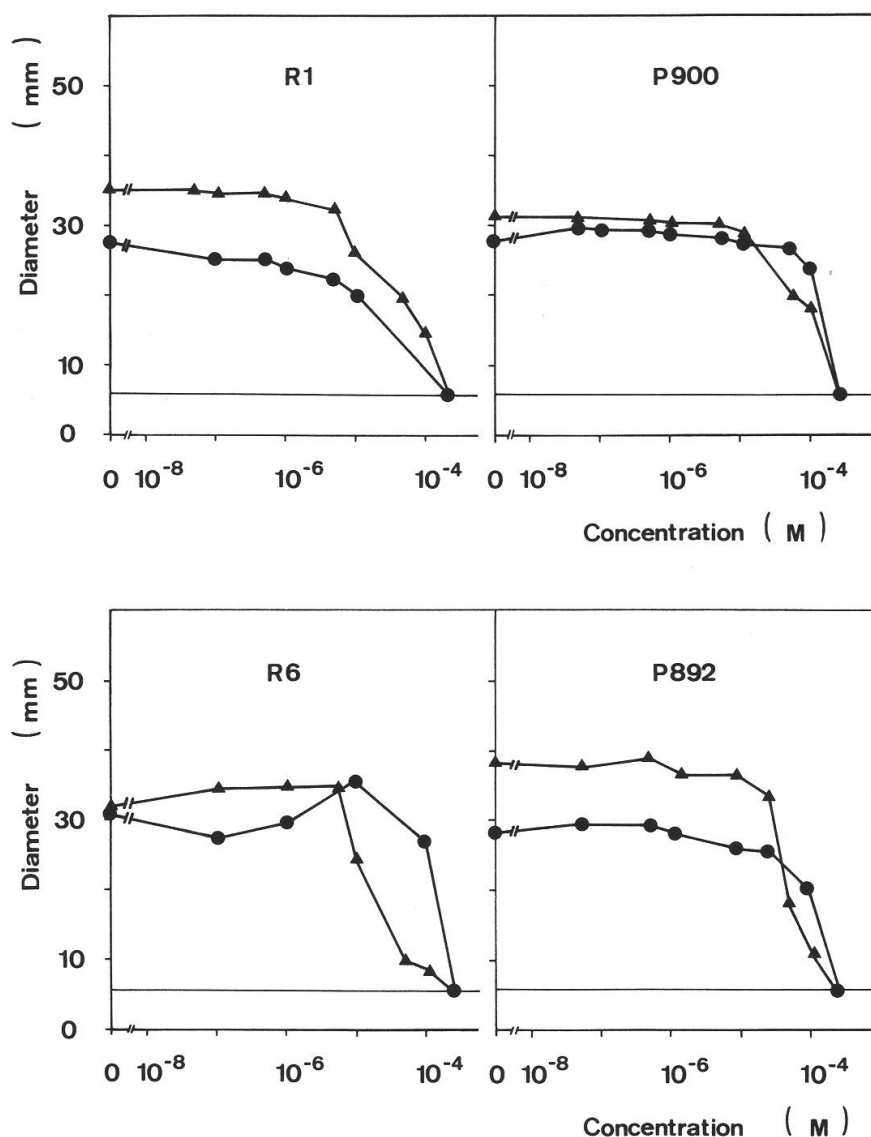 Diameter ( mm )
R1
P900
50
30
10
0
0 10⁻⁸ 10⁻⁶ 10⁻⁴
0 10⁻⁸ 10⁻⁶ 10⁻⁴
Concentration ( M )
Diameter ( mm )
R6
P892
50
30
10
0
0 10⁻⁸ 10⁻⁶ 10⁻⁴
0 10⁻⁸ 10⁻⁶ 10⁻⁴
Concentration ( M )